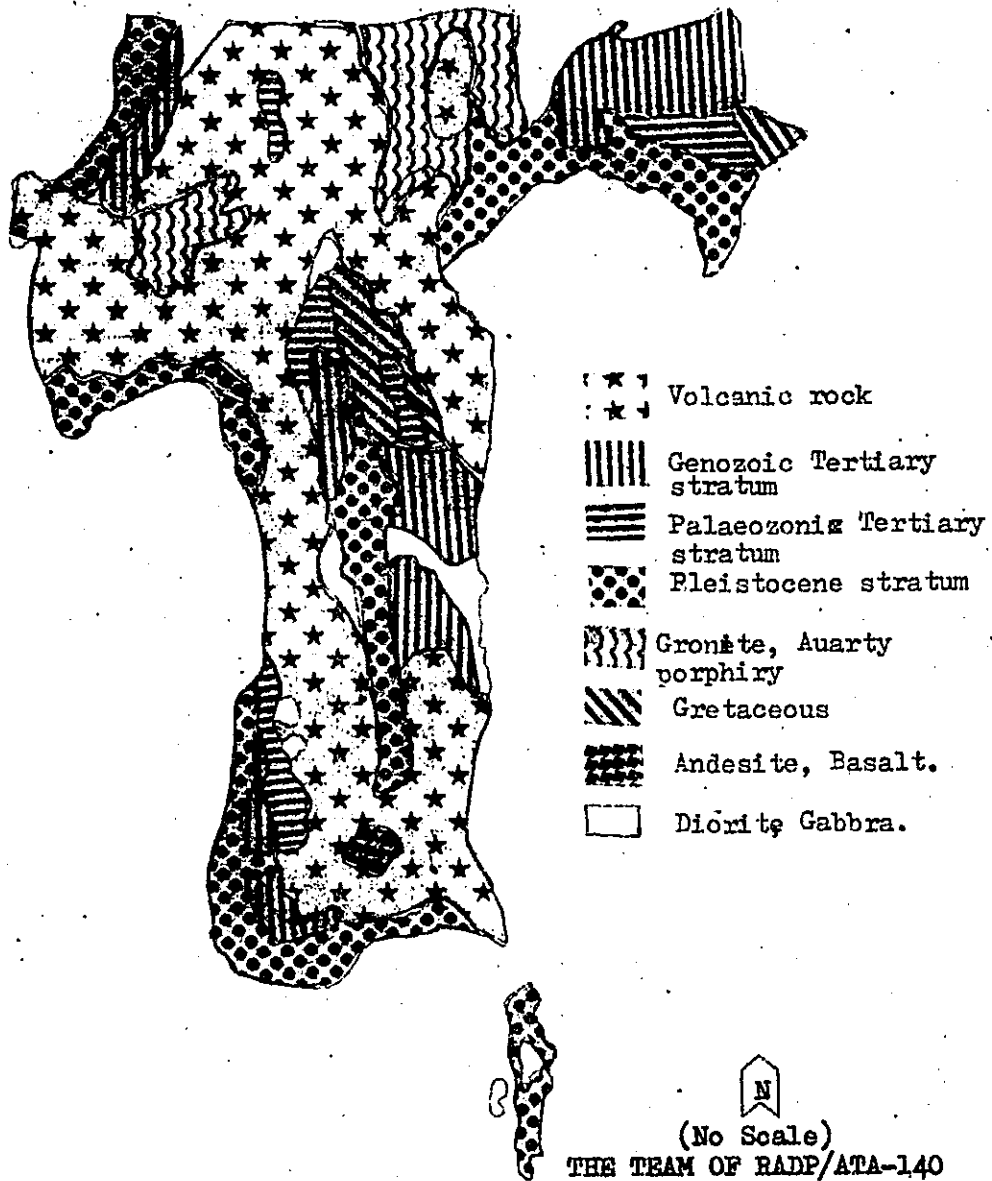 Volcanic rock
Genozoic Tertiary
stratum
Palaeozonic Tertiary
stratum
Pleistocene stratum
Gronite, Auarty
porphiry
Gretaceous
Andesite, Basalt.
Diorite Gabbra.
N
(No Scale)
THE TEAM OF RADP/ATA-140